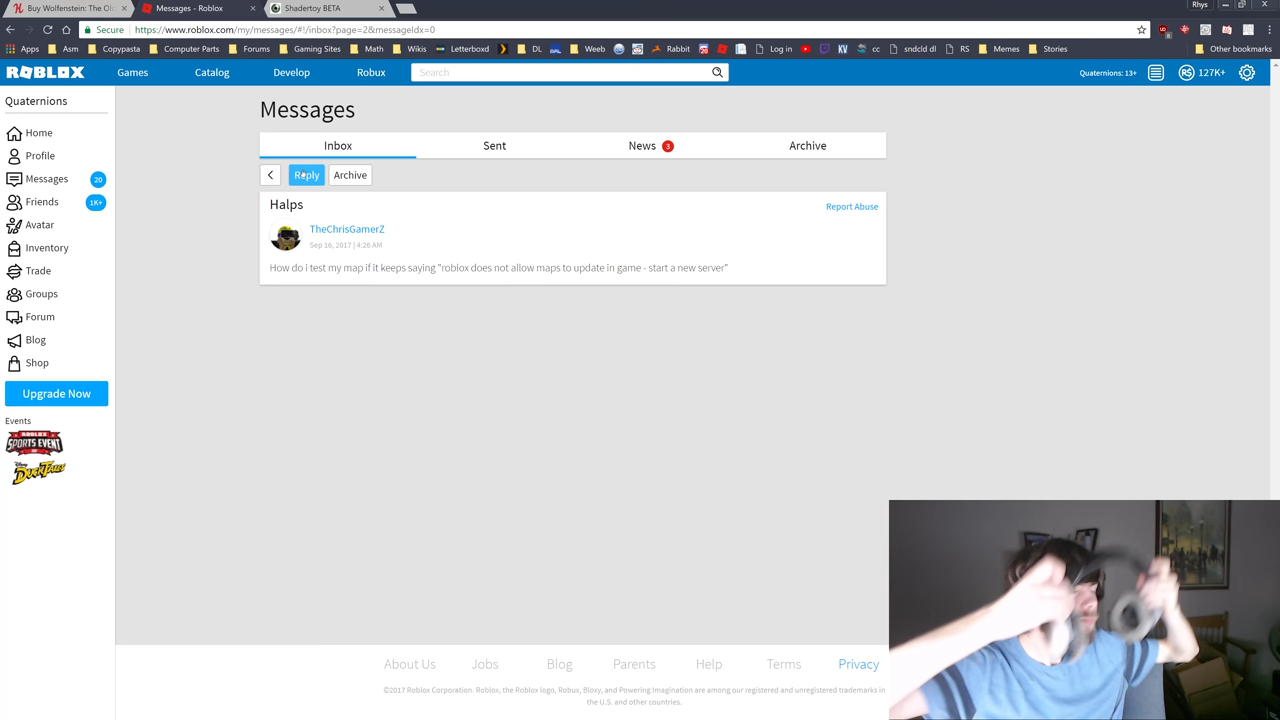 Buy Wolfenstein: The Ol
Messages - Roblox
Shadertoy BETA
Rhys
Secure
https://www.roblox.com/my/messages/#!/inbox?page=2&messageIdx=0
Apps
Asm
Copypasta
Computer Parts
Forums
Gaming Sites
Math
Wikis
Letterboxd
DL
Weeb
Rabbit
Log in
KV
cc
sndcld dl
RS
Memes
Stories
Other bookmarks
ROBLOX
Games
Catalog
Develop
Robux
Search
Quaternions: 13+
R$
127K+
Quaternions
Home
Profile
Messages
20
Friends
1K+
Avatar
Inventory
Trade
Groups
Forum
Blog
Shop
Upgrade Now
Events
ROBLOX
SPORTS EVENT
DUCKTALES
Messages
Inbox
Sent
News
3
Archive
Reply
Archive
Halps
Report Abuse
TheChrisGamerZ
Sep 16, 2017 | 4:26 AM
How do i test my map if it keeps saying "roblox does not allow maps to update in game - start a new server"
About Us
Jobs
Blog
Parents
Help
Terms
Privacy
©2017 Roblox Corporation. Roblox, the Roblox logo, Robux, Bloxy, and Powering Imagination are among our registered and unregistered trademarks in
the U.S. and other countries.